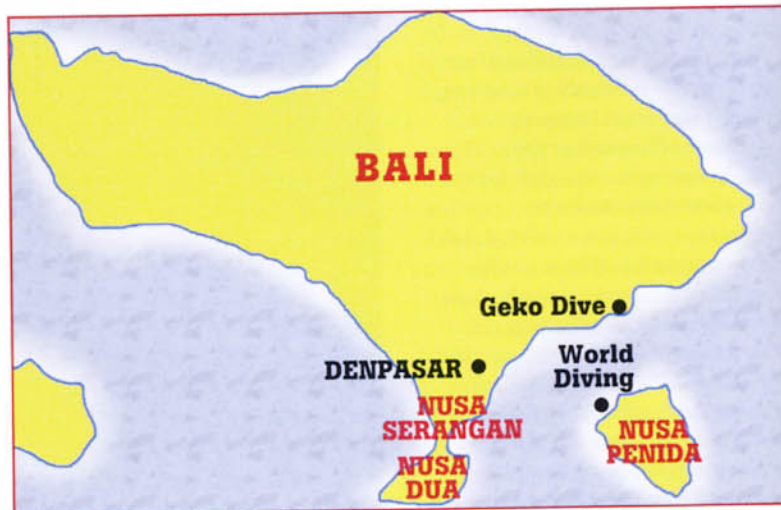 BALI
Geko Dive
World
Diving
DENPASAR
NUSA
SERANGAN
NUSA
PENIDA
NUSA
DUA